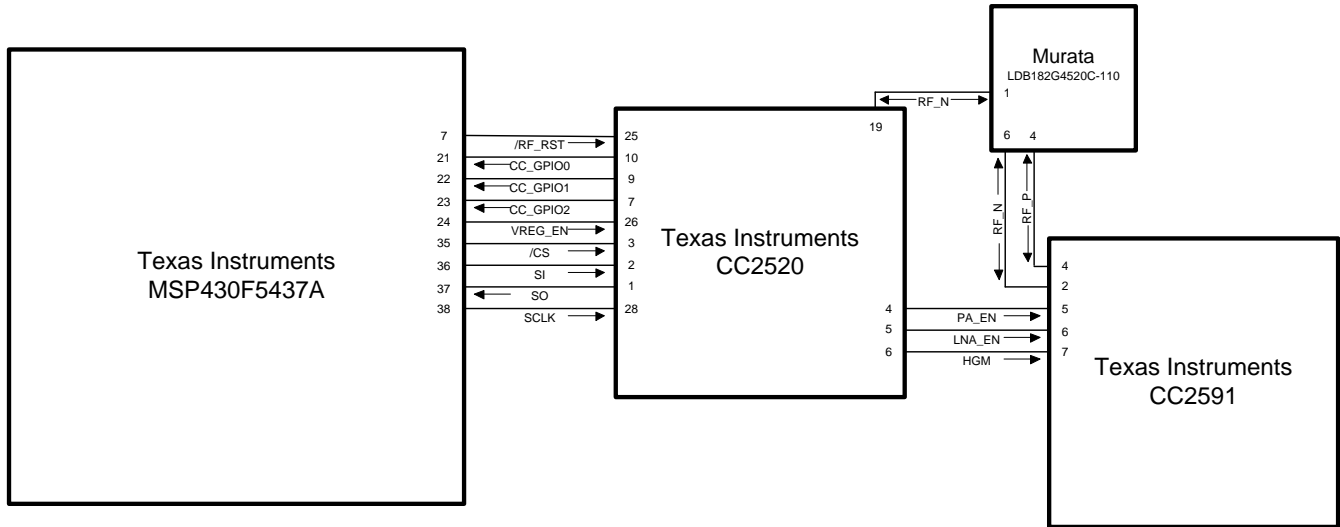 Murata
LDB182G4520C-110
1
RF_N
19
6 4
7 /RF_RST 25
21 CC_GPIO0 10
22 CC_GPIO1 9
23 CC_GPIO2 7
24 VREG_EN 26
35 /CS 3
36 SI 2
37 SO 1
38 SCLK 28
Texas Instruments
MSP430F5437A
Texas Instruments
CC2520
RF_N
RF_P
4
2
4 PA_EN 5
5 LNA_EN 6
6 HGM 7
Texas Instruments
CC2591